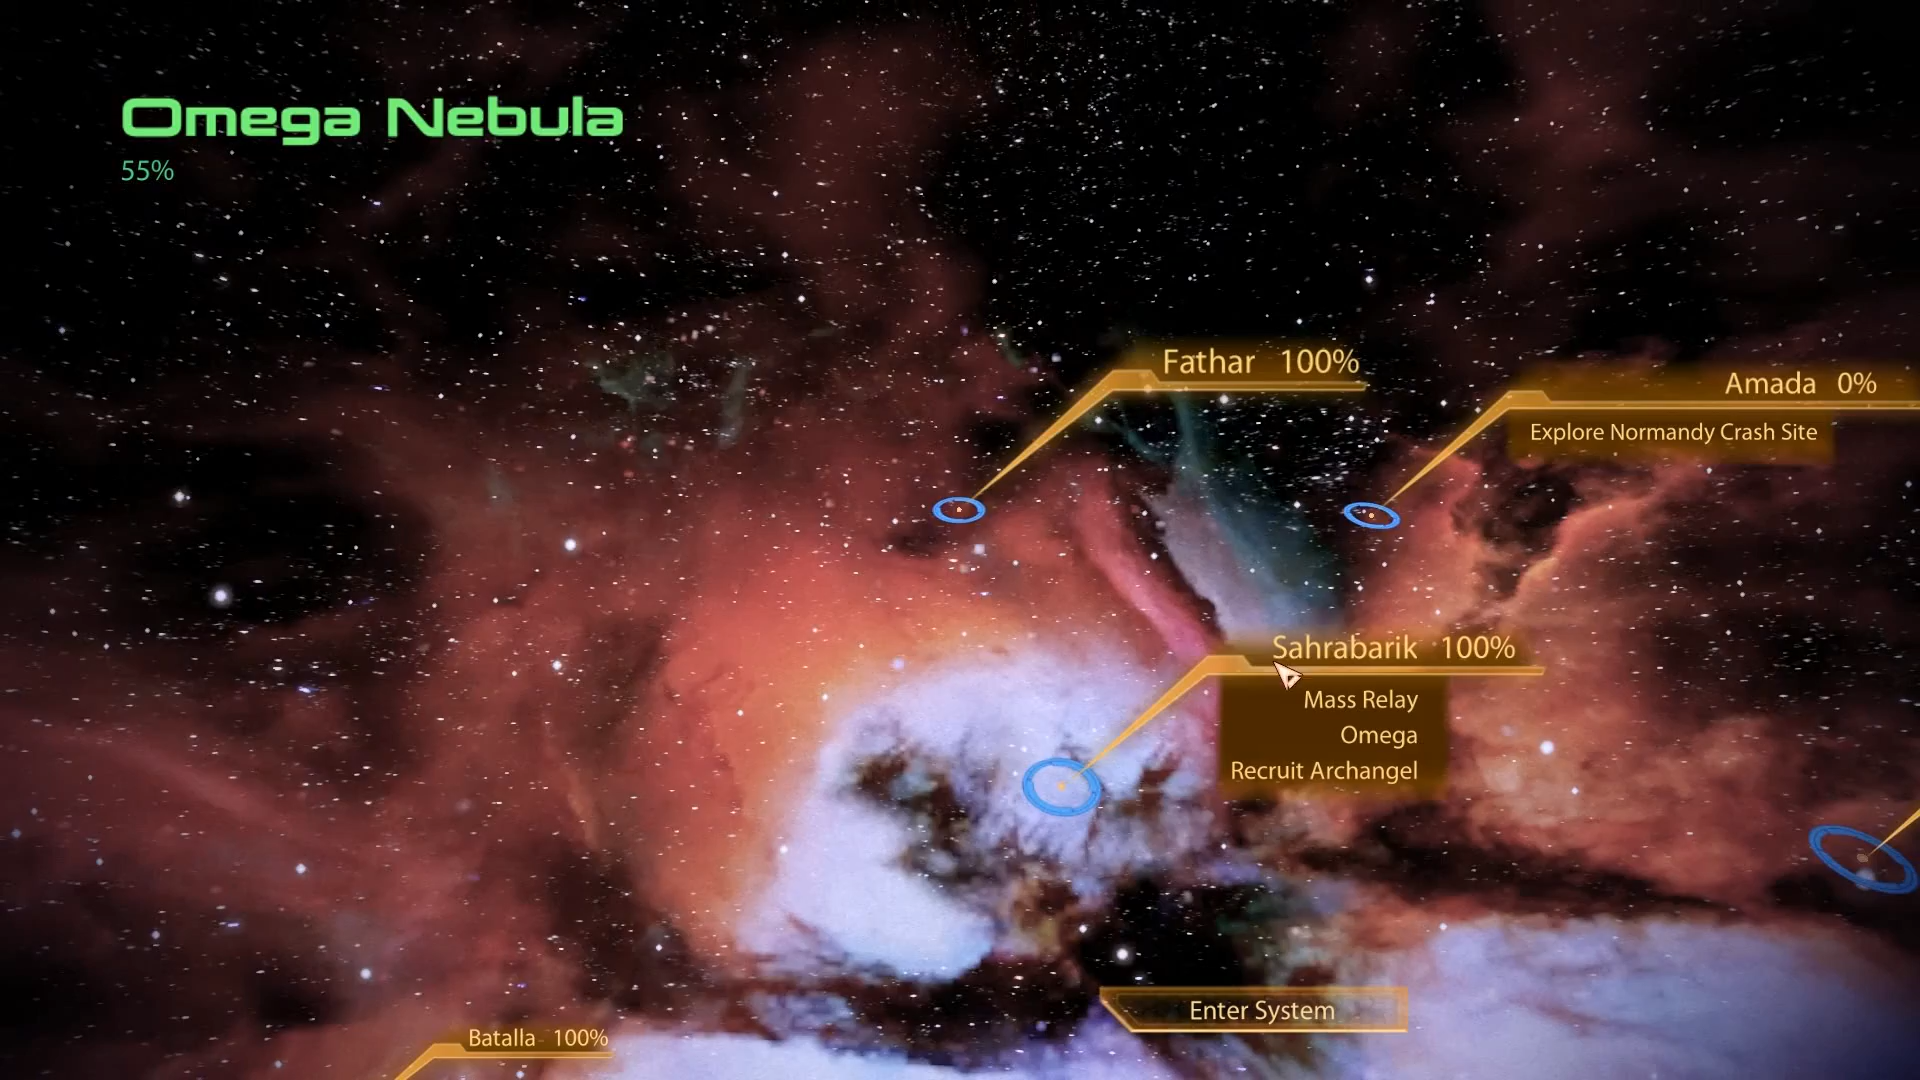 Omega Nebula
55%
Fathar 100%
Amada 0%
Explore Normandy Crash Site
Sahrabarik 100%
Mass Relay
Omega
Recruit Archangel
Enter System
Batalla 100%